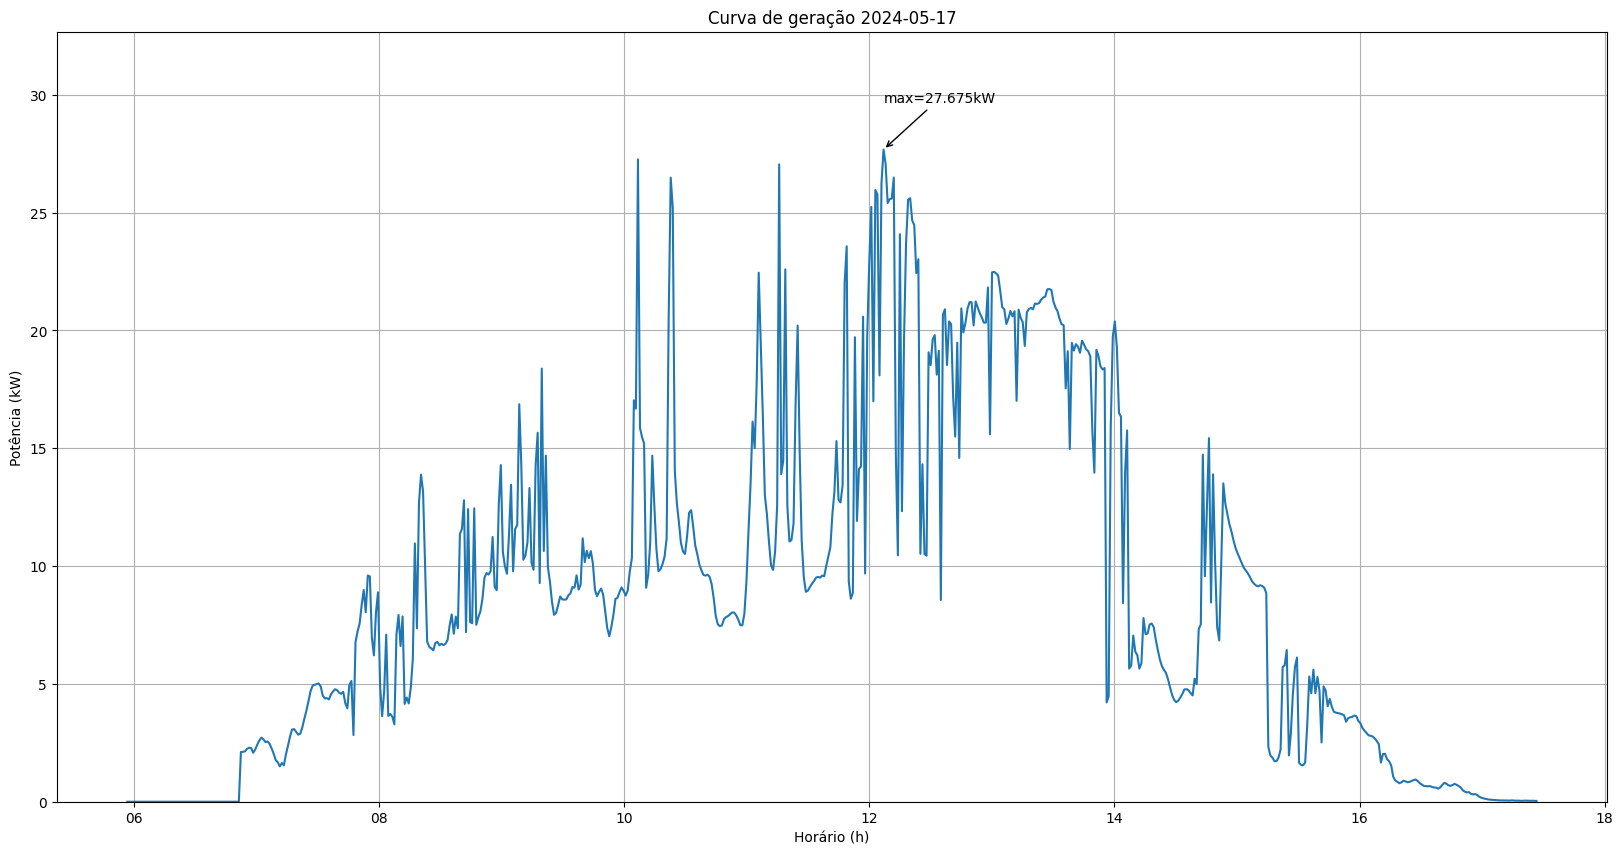 Curva de geração 2024-05-17
max=27.675kW
30
25
20
15
10
5
0
Potência (kW)
06 08 10 12 14 16 18
Horário (h)